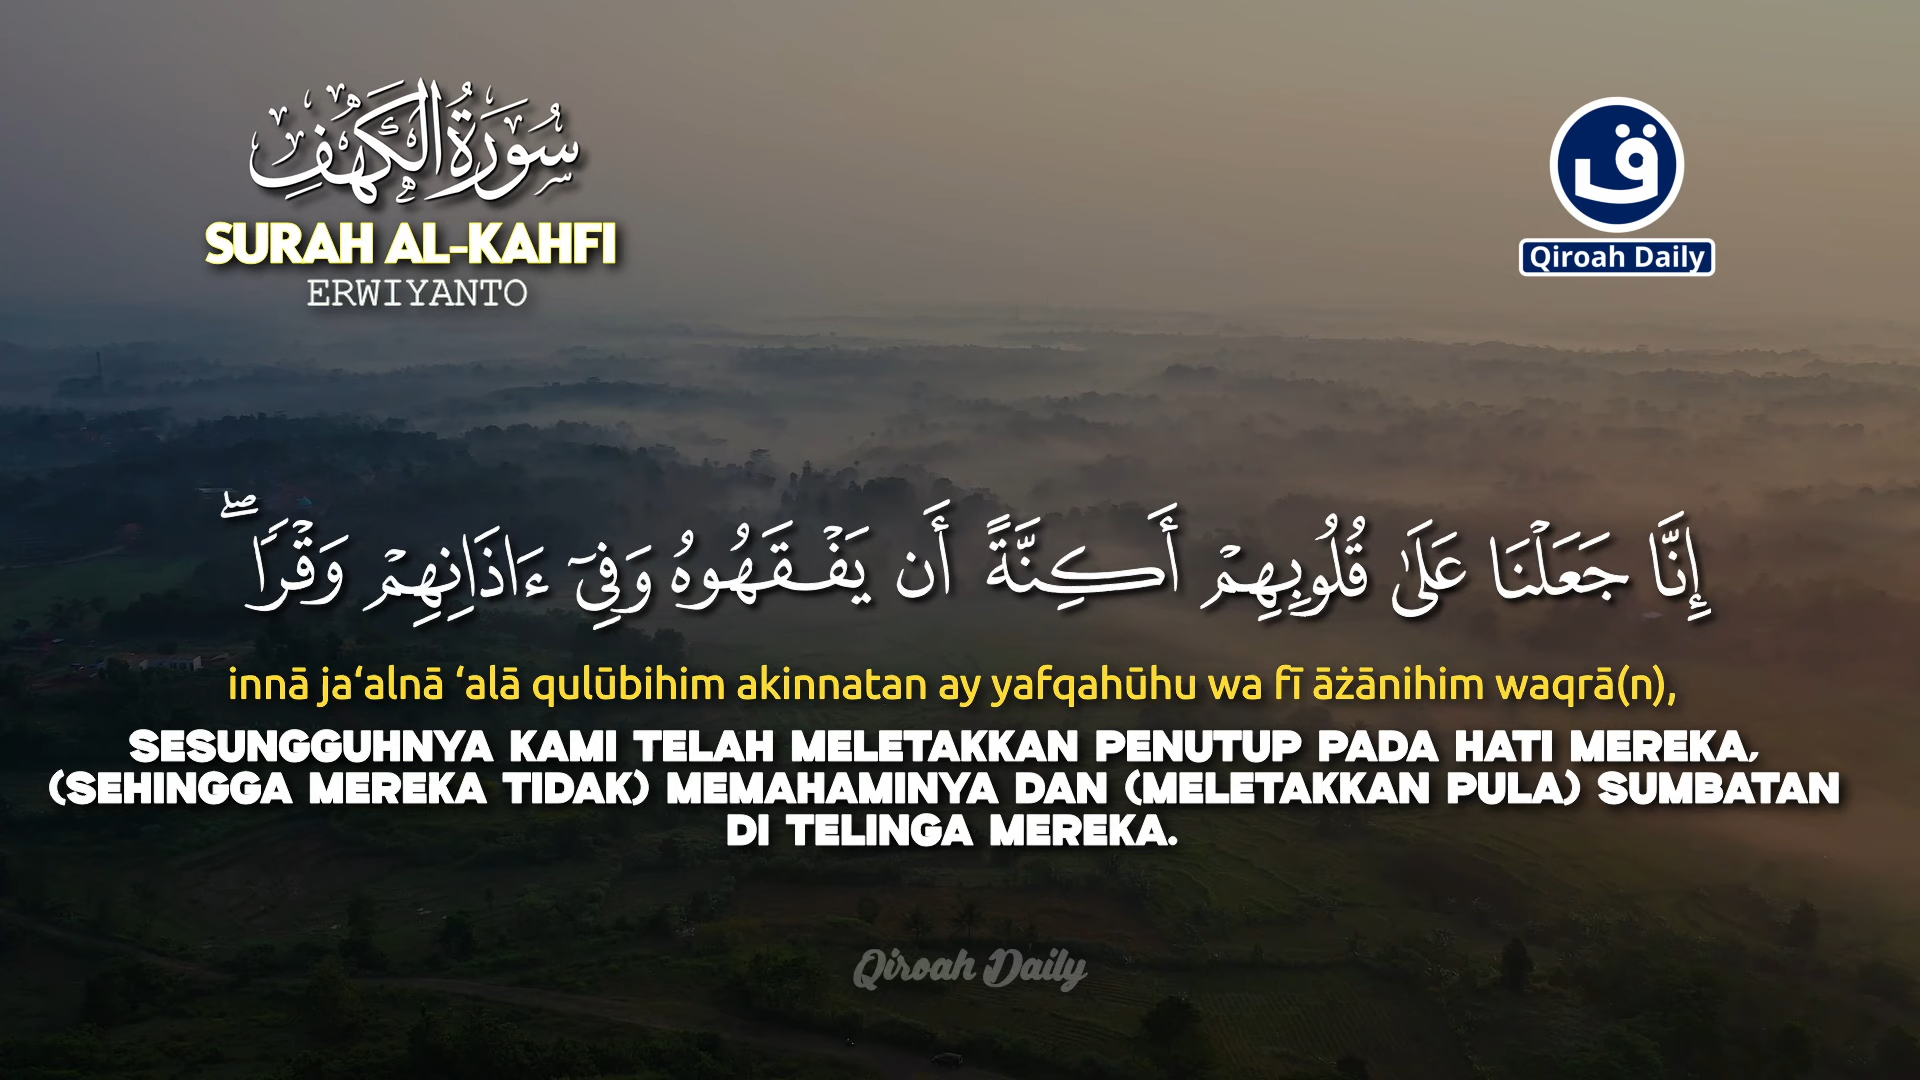 سُورَةُ الْكَهْفِ
SURAH AL-KAHFI
ERWIYANTO
ق
Qiroah Daily
إِنَّا جَعَلْنَا عَلَىٰ قُلُوبِهِمْ أَكِنَّةً أَن يَفْقَهُوهُ وَفِىٓ ءَاذَانِهِمْ وَقْرًا ۖ
innā ja‘alnā ‘alā qulūbihim akinnatan ay yafqahūhu wa fī āżānihim waqrā(n),
SESUNGGUHNYA KAMI TELAH MELETAKKAN PENUTUP PADA HATI MEREKA,
(SEHINGGA MEREKA TIDAK) MEMAHAMINYA DAN (MELETAKKAN PULA) SUMBATAN
DI TELINGA MEREKA.
Qiroah Daily